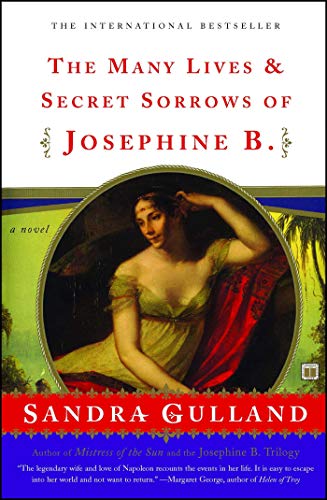 THE INTERNATIONAL BESTSELLER
THE MANY LIVES &
SECRET SORROWS OF
JOSEPHINE B.
a novel
SANDRA GULLAND
Author of Mistress of the Sun and the Josephine B. Trilogy
"The legendary wife and love of Napoleon recounts the events in her life. It is easy to escape
into her world and not want to return." —Margaret George, author of Helen of Troy